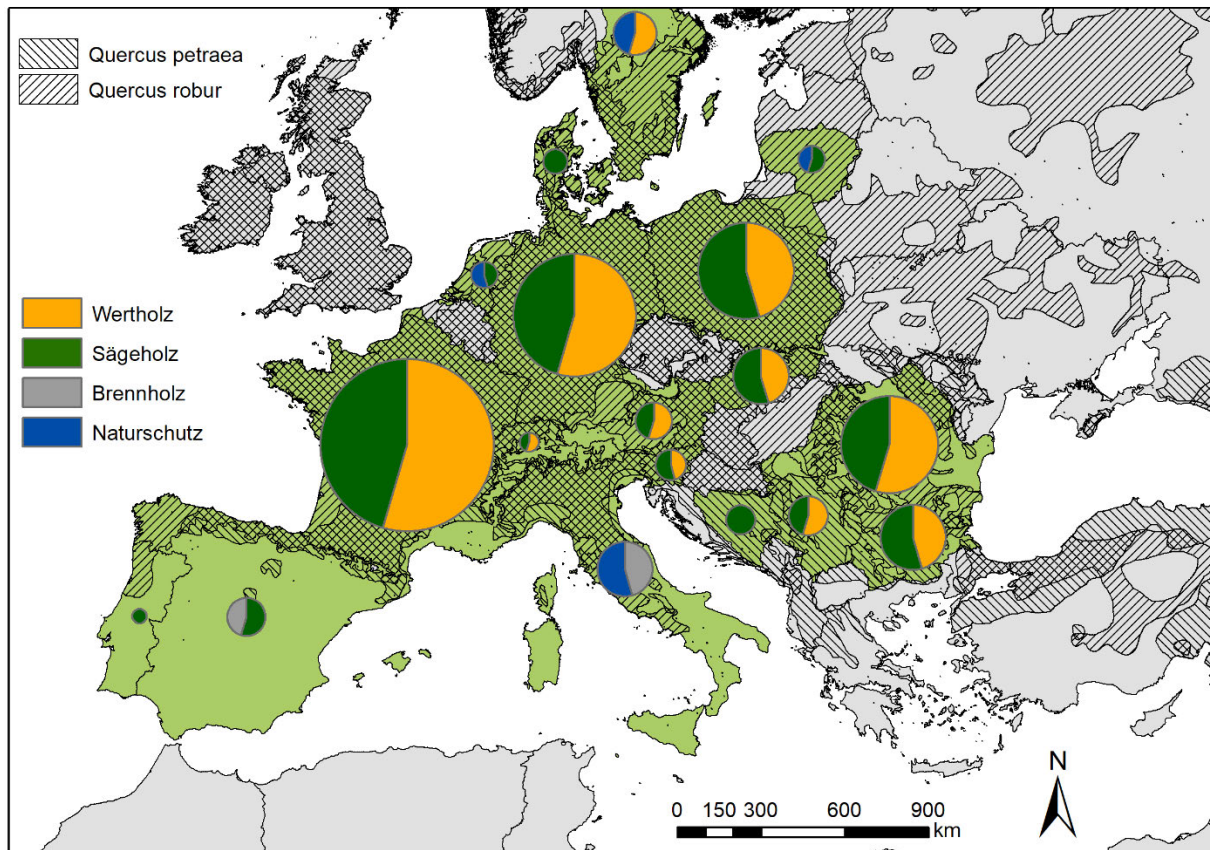 Quercus petraea
Quercus robur
Wertholz
Sägeholz
Brennholz
Naturschutz
N
0 150 300 600 900
km